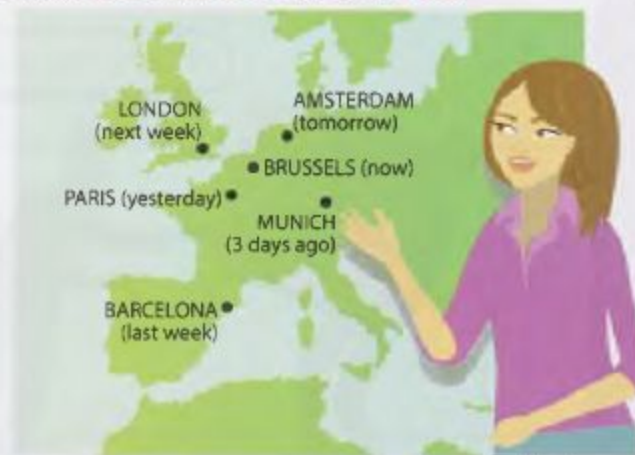 LONDON
(next week)
AMSTERDAM
(tomorrow)
BRUSSELS (now)
PARIS (yesterday)
MUNICH
(3 days ago)
BARCELONA
(last week)